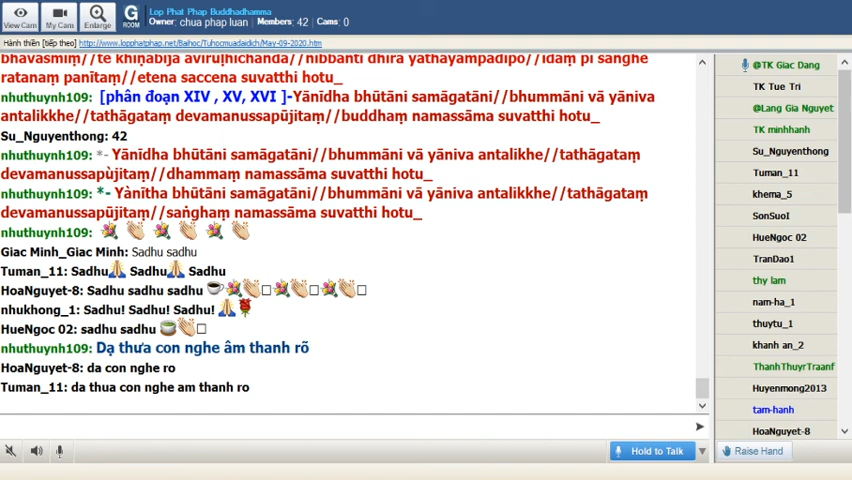 Lop Phat Phap Buddhadhamma
Owner: chua phap luan Members: 42 Cams: 0
View Cam
My Cam
Enlarge
G
ROOM
Hành thiền [tiếp theo] http://www.lopphatphap.net/Baihoc/Tuhocmuadaidich/May-09-2020.htm
bhavasmiṃ//te khīṇabījā aviruḷhichandā//nibbanti dhīrā yathāyampadīpo//idaṃ pi saṅghe
ratanaṃ paṇītaṃ//etena saccena suvatthi hotu_
nhuthuynh109: [phân đoạn XIV , XV, XVI ]-Yānīdha bhūtāni samāgatāni//bhummāni vā yāniva
antalikkhe//tathāgataṃ devamanussapūjitaṃ//buddhaṃ namassāma suvatthi hotu_
Su_Nguyenthong: 42
nhuthuynh109: *- Yānīdha bhūtāni samāgatāni//bhummāni vā yāniva antalikhe//tathāgataṃ
devamanussapùjitaṃ//dhammaṃ namassāma suvatthi hotu_
nhuthuynh109: *- Yànītha bhūtāni samāgatāni//bhummāni vā yāniva antalikkhe//tathāgataṃ
devamanussapūjitaṃ//saṅghaṃ namassāma suvatthi hotu_
nhuthuynh109:
Giac Minh_Giac Minh: Sadhu sadhu
Tuman_11: Sadhu Sadhu Sadhu
HoaNguyet-8: Sadhu sadhu sadhu
nhukhong_1: Sadhu! Sadhu! Sadhu!
HueNgoc 02: sadhu sadhu
nhuthuynh109: Dạ thưa con nghe âm thanh rõ
HoaNguyet-8: da con nghe ro
Tuman_11: da thua con nghe am thanh ro
@TK Giac Dang
TK Tue Tri
@Lang Gia Nguyet
TK minhhanh
Su_Nguyenthong
Tuman_11
khema_5
SonSuoI
HueNgoc 02
TranDao1
thy lam
nam-ha_1
thuytu_1
khanh an_2
ThanhThuyrTraanf
Huyenmong2013
tam-hanh
HoaNguyet-8
Hold to Talk
Raise Hand